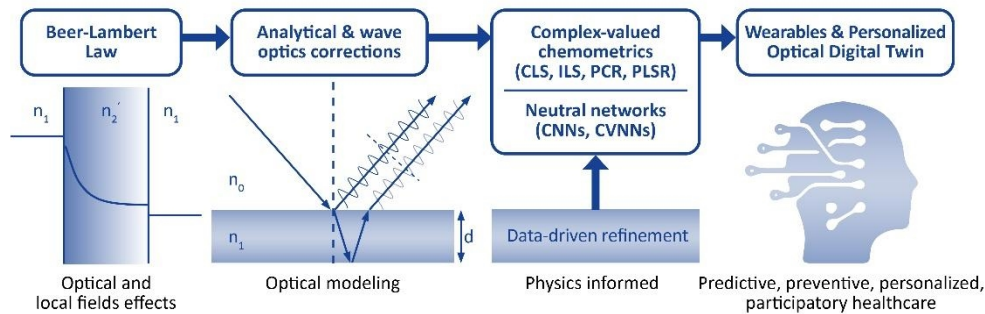 Beer-Lambert
Law
Analytical & wave
optics corrections
Complex-valued
chemometrics
(CLS, ILS, PCR, PLSR)
Neutral networks
(CNNs, CVNNs)
Wearables & Personalized
Optical Digital Twin
n₁
n₂′
n₁
n₀
n₁
d
Data-driven refinement
Optical and
local fields effects
Optical modeling
Physics informed
Predictive, preventive, personalized,
participatory healthcare